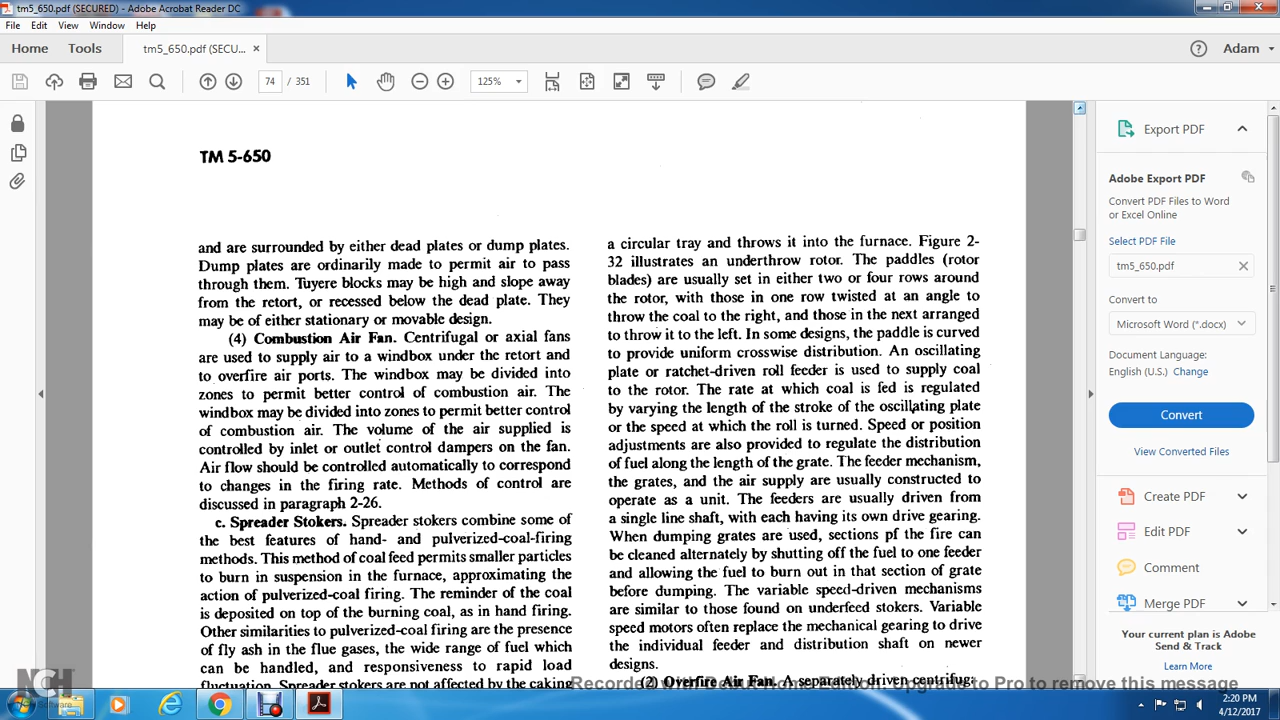 tm5_650.pdf (SECURED) - Adobe Acrobat Reader DC
File Edit View Window Help
Home Tools tm5_650.pdf (SECU... × Adam
74 / 351 125%
TM 5-650
and are surrounded by either dead plates or dump plates.
Dump plates are ordinarily made to permit air to pass
through them. Tuyere blocks may be high and slope away
from the retort, or recessed below the dead plate. They
may be of either stationary or movable design.
(4) Combustion Air Fan. Centrifugal or axial fans
are used to supply air to a windbox under the retort and
to overfire air ports. The windbox may be divided into
zones to permit better control of combustion air. The
windbox may be divided into zones to permit better control
of combustion air. The volume of the air supplied is
controlled by inlet or outlet control dampers on the fan.
Air flow should be controlled automatically to correspond
to changes in the firing rate. Methods of control are
discussed in paragraph 2-26.
c. Spreader Stokers. Spreader stokers combine some of
the best features of hand- and pulverized-coal-firing
methods. This method of coal feed permits smaller particles
to burn in suspension in the furnace, approximating the
action of pulverized-coal firing. The reminder of the coal
is deposited on top of the burning coal, as in hand firing.
Other similarities to pulverized-coal firing are the presence
of fly ash in the flue gases, the wide range of fuel which
can be handled, and responsiveness to rapid load
fluctuation. Spreader stokers are not affected by the caking
a circular tray and throws it into the furnace. Figure 2-
32 illustrates an underthrow rotor. The paddles (rotor
blades) are usually set in either two or four rows around
the rotor, with those in one row twisted at an angle to
throw the coal to the right, and those in the next arranged
to throw it to the left. In some designs, the paddle is curved
to provide uniform crosswise distribution. An oscillating
plate or ratchet-driven roll feeder is used to supply coal
to the rotor. The rate at which coal is fed is regulated
by varying the length of the stroke of the oscillating plate
or the speed at which the roll is turned. Speed or position
adjustments are also provided to regulate the distribution
of fuel along the length of the grate. The feeder mechanism,
the grates, and the air supply are usually constructed to
operate as a unit. The feeders are usually driven from
a single line shaft, with each having its own drive gearing.
When dumping grates are used, sections pf the fire can
be cleaned alternately by shutting off the fuel to one feeder
and allowing the fuel to burn out in that section of grate
before dumping. The variable speed-driven mechanisms
are similar to those found on underfeed stokers. Variable
speed motors often replace the mechanical gearing to drive
the individual feeder and distribution shaft on newer
designs.
(2) Overfire Air Fan. A separately driven centrifug:
Export PDF
Adobe Export PDF
Convert PDF Files to Word
or Excel Online
Select PDF File
tm5_650.pdf
Convert to
Microsoft Word (*.docx)
Document Language:
English (U.S.) Change
Convert
View Converted Files
Create PDF
Edit PDF
Comment
Merge PDF
Your current plan is Adobe
Send & Track
Learn More
NCH
Software
to Pro to remove this message
2:20 PM
4/12/2017